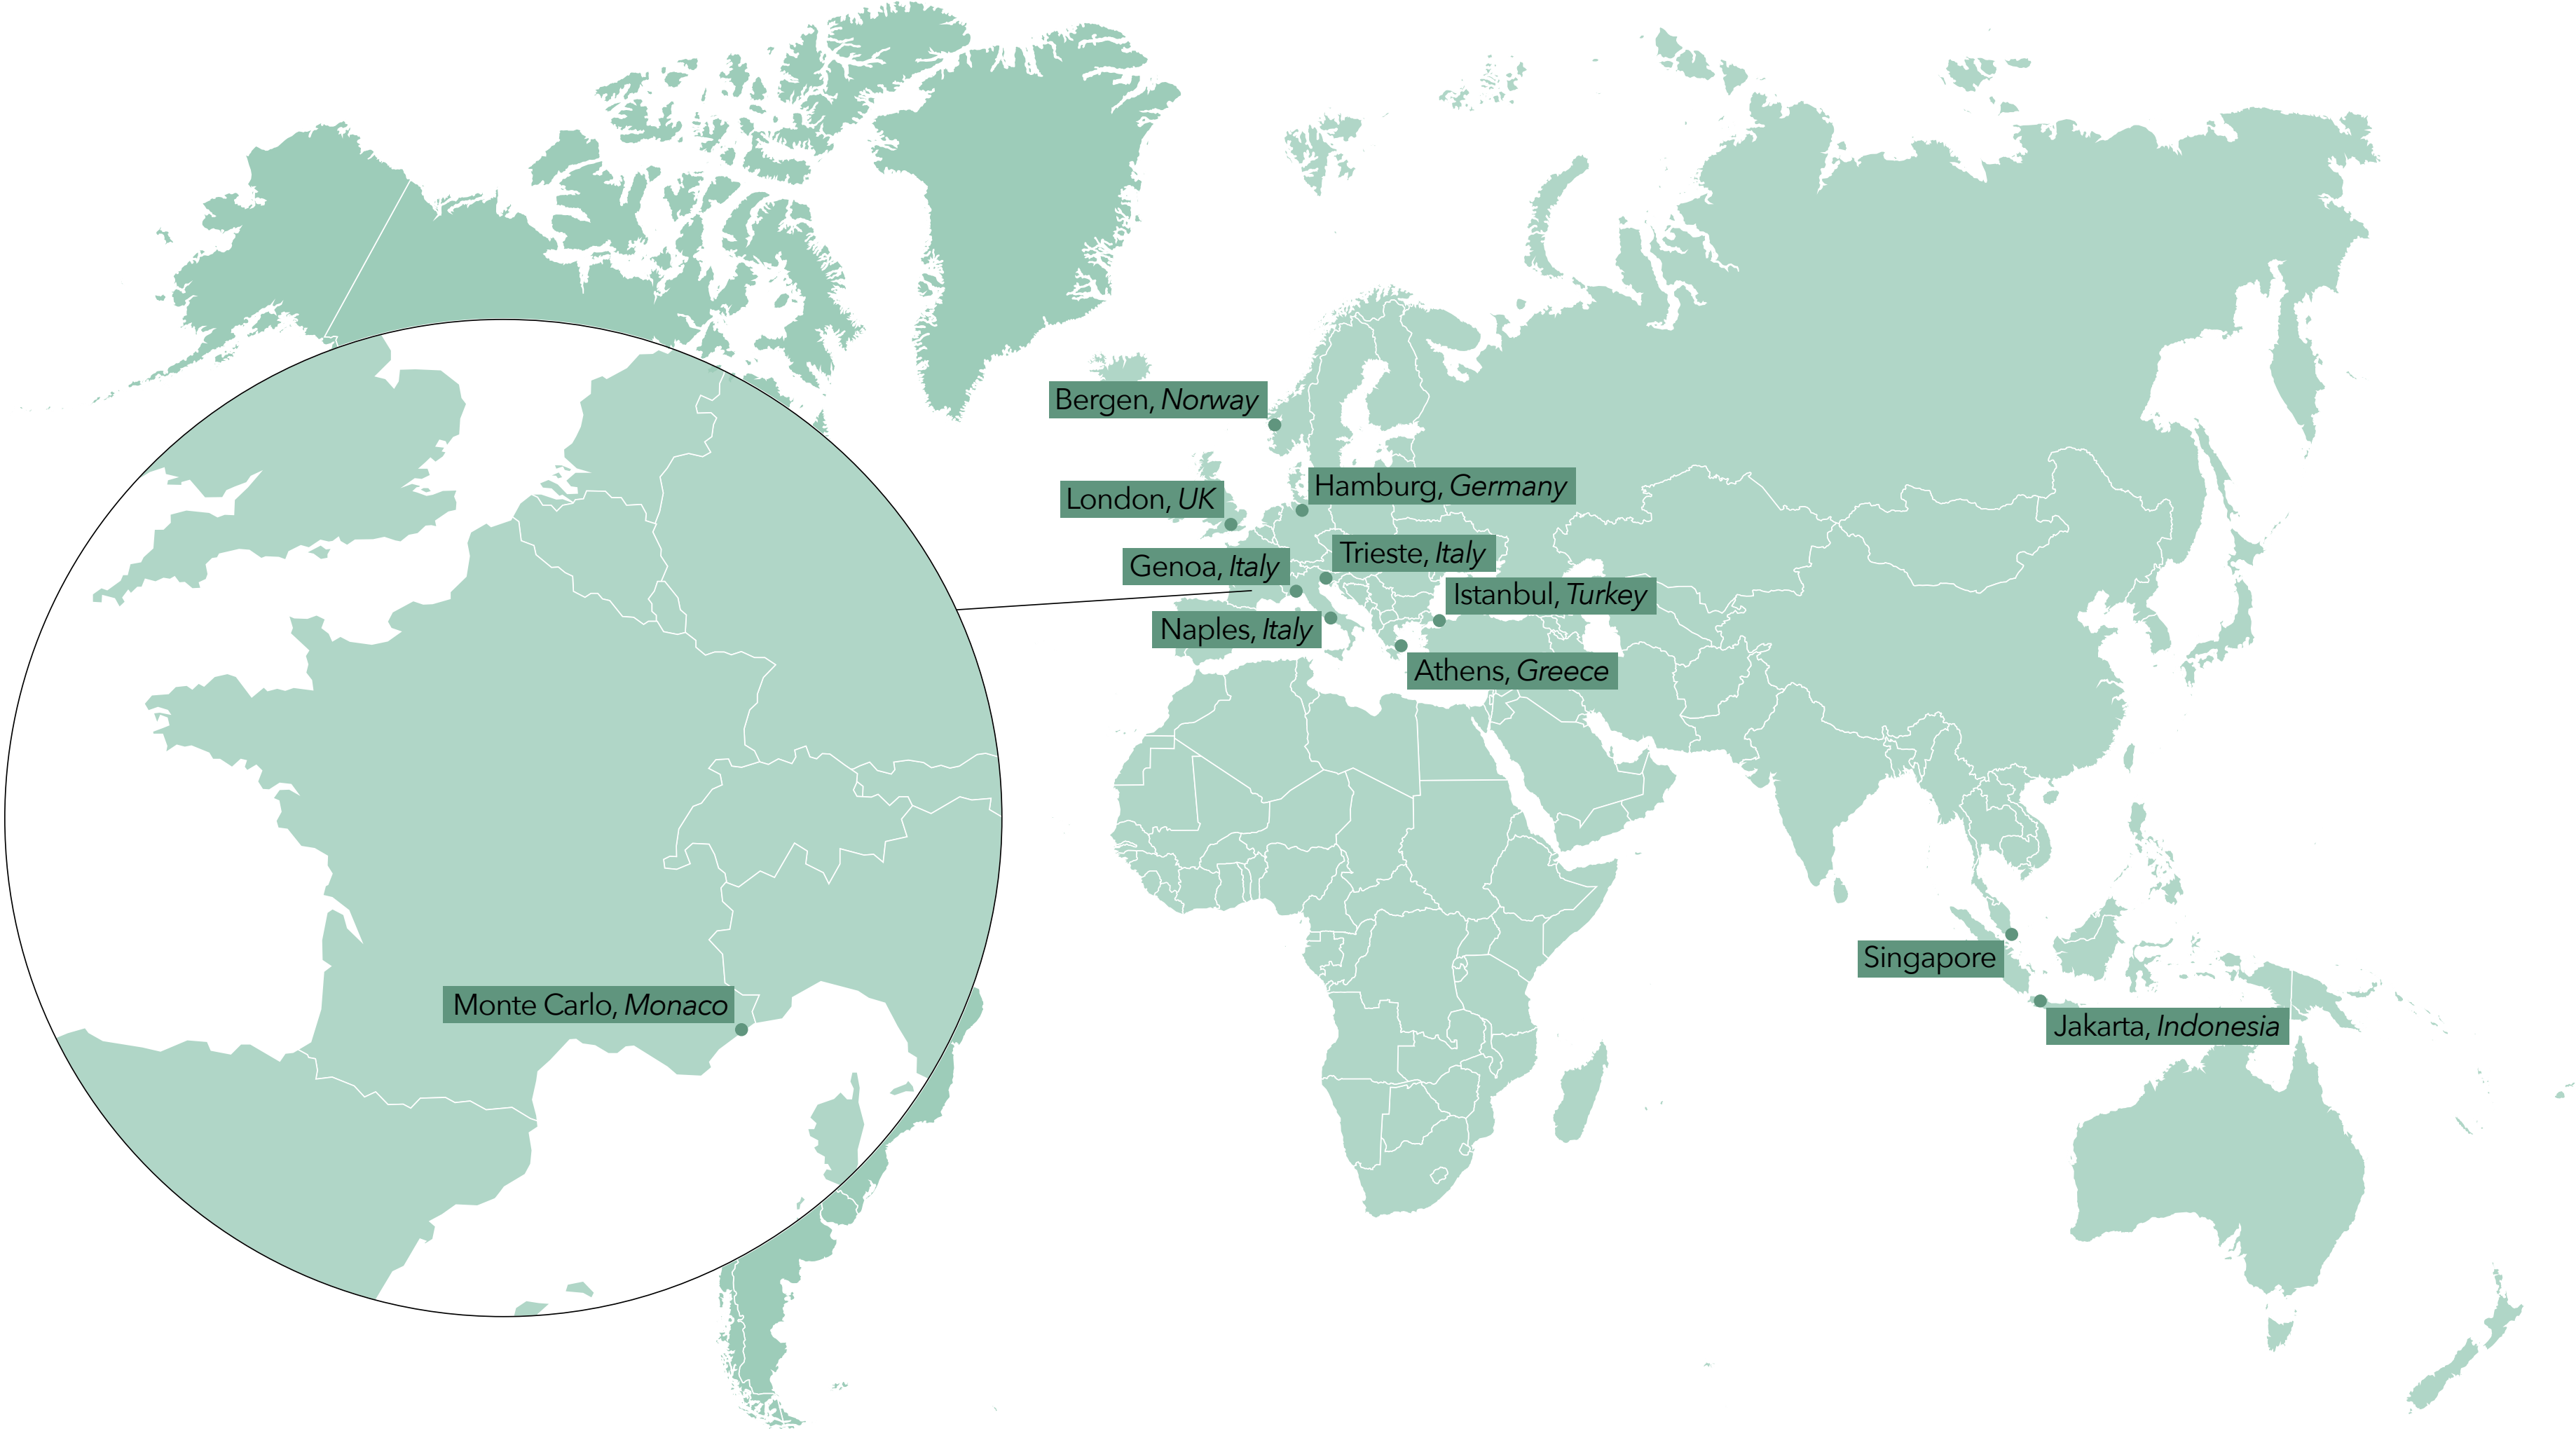 Bergen, Norway
Hamburg, Germany
London, UK
Trieste, Italy
Genoa, Italy
Istanbul, Turkey
Naples, Italy
Athens, Greece
Singapore
Monte Carlo, Monaco
Jakarta, Indonesia